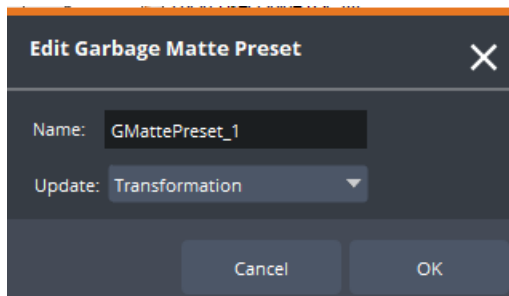 Edit Garbage Matte Preset
Name: GMattePreset_1
Update: Transformation
Cancel OK